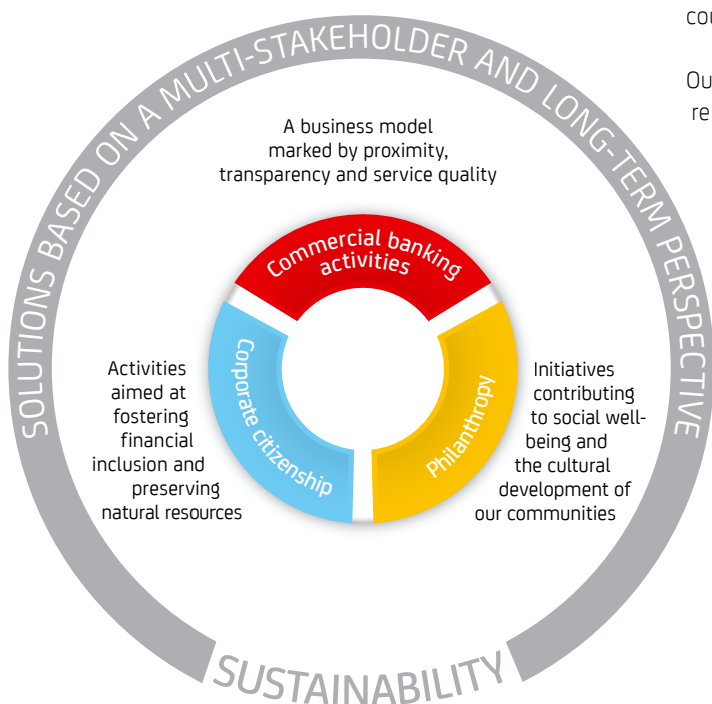 SOLUTIONS BASED ON A MULTI-STAKEHOLDER AND LONG-TERM PERSPECTIVE
A business model
marked by proximity,
transparency and service quality
Commercial banking
activities
Corporate citizenship
Philanthropy
Activities
aimed at
fostering
financial
inclusion and
preserving
natural resources
Initiatives
contributing
to social well-
being and
the cultural
development of
our communities
SUSTAINABILITY